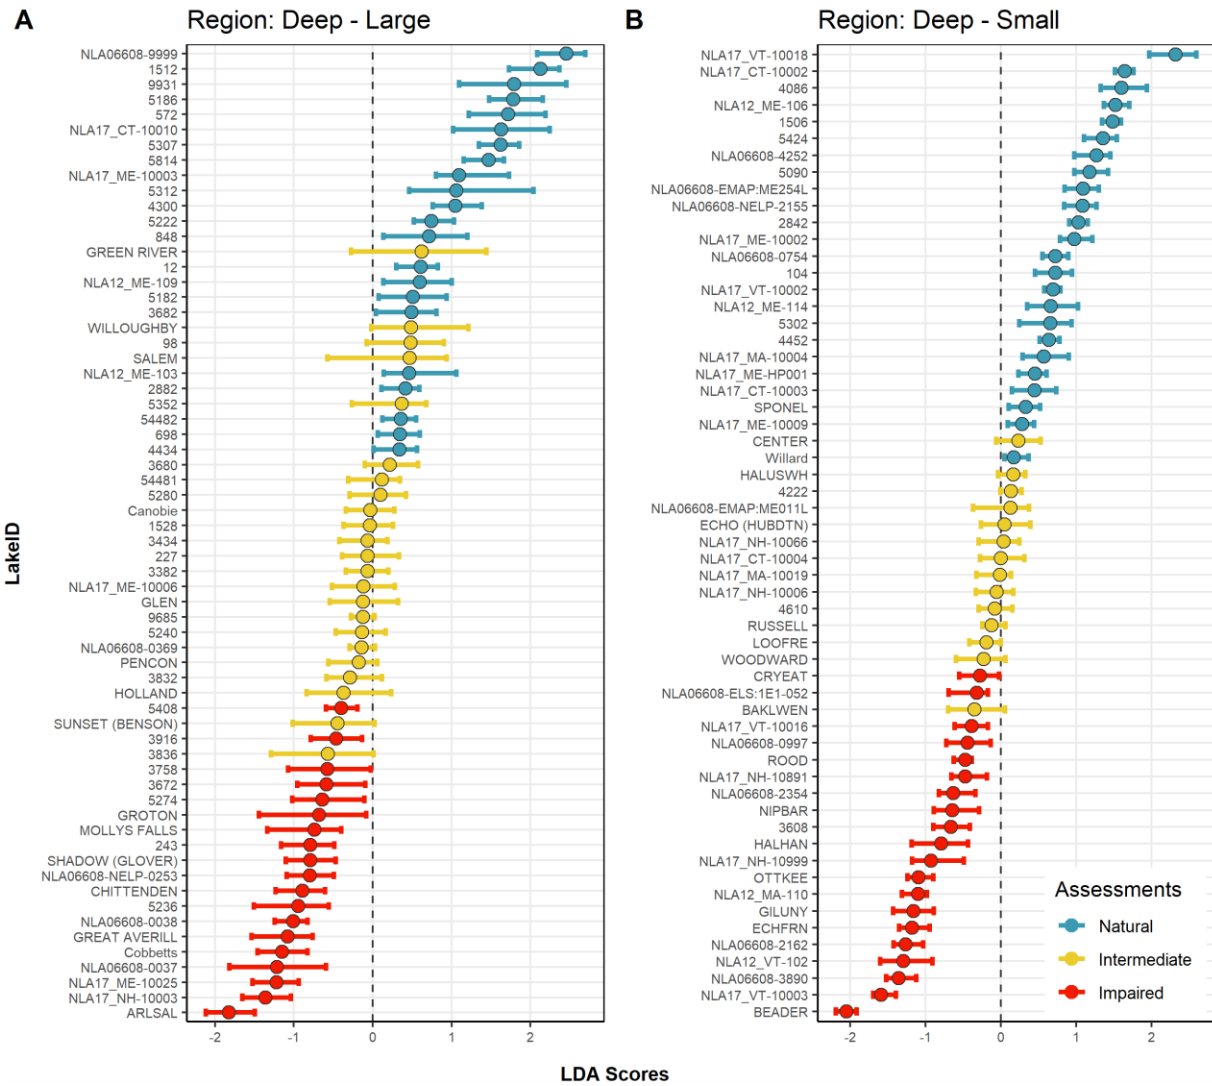 A
Region: Deep - Large
LakeID
NLA06608-9999
1512
9931
5186
572
NLA17_CT-10010
5307
5814
NLA17_ME-10003
5312
4300
5222
848
GREEN RIVER
12
NLA12_ME-109
5182
3682
WILLOUGHBY
98
SALEM
NLA12_ME-103
2882
5352
54482
698
4434
3680
54481
5280
Canobie
1528
3434
227
3382
NLA17_ME-10006
GLEN
9685
5240
NLA06608-0369
PENCON
3832
HOLLAND
5408
SUNSET (BENSON)
3916
3836
3758
3672
5274
GROTON
MOLLYS FALLS
243
SHADOW (GLOVER)
NLA06608-NELP-0253
CHITTENDEN
5236
NLA06608-0038
GREAT AVERILL
Cobbetts
NLA06608-0037
NLA17_ME-10025
NLA17_NH-10003
ARLSAL
-2 -1 0 1 2
B
Region: Deep - Small
NLA17_VT-10018
NLA17_CT-10002
4086
NLA12_ME-106
1506
5424
NLA06608-4252
5090
NLA06608-EMAP:ME254L
NLA06608-NELP-2155
2842
NLA17_ME-10002
NLA06608-0754
104
NLA17_VT-10002
NLA12_ME-114
5302
4452
NLA17_MA-10004
NLA17_ME-HP001
NLA17_CT-10003
SPONEL
NLA17_ME-10009
CENTER
Willard
HALUSWH
4222
NLA06608-EMAP:ME011L
ECHO (HUBDTN)
NLA17_NH-10066
NLA17_CT-10004
NLA17_MA-10019
NLA17_NH-10006
4610
RUSSELL
LOOFRE
WOODWARD
CRYEAT
NLA06608-ELS:1E1-052
BAKLWEN
NLA17_VT-10016
NLA06608-0997
ROOD
NLA17_NH-10891
NLA06608-2354
NIPBAR
3608
HALHAN
NLA17_NH-10999
OTTKEE
NLA12_MA-110
GILUNY
ECHFRN
NLA06608-2162
NLA12_VT-102
NLA06608-3890
NLA17_VT-10003
BEADER
-2 -1 0 1 2
Assessments
Natural
Intermediate
Impaired
LDA Scores